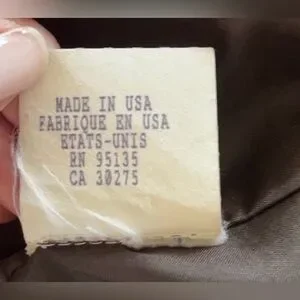 MADE IN USA
FABRIQUE EN USA
ETATS-UNIS
RN 95135
CA 30275